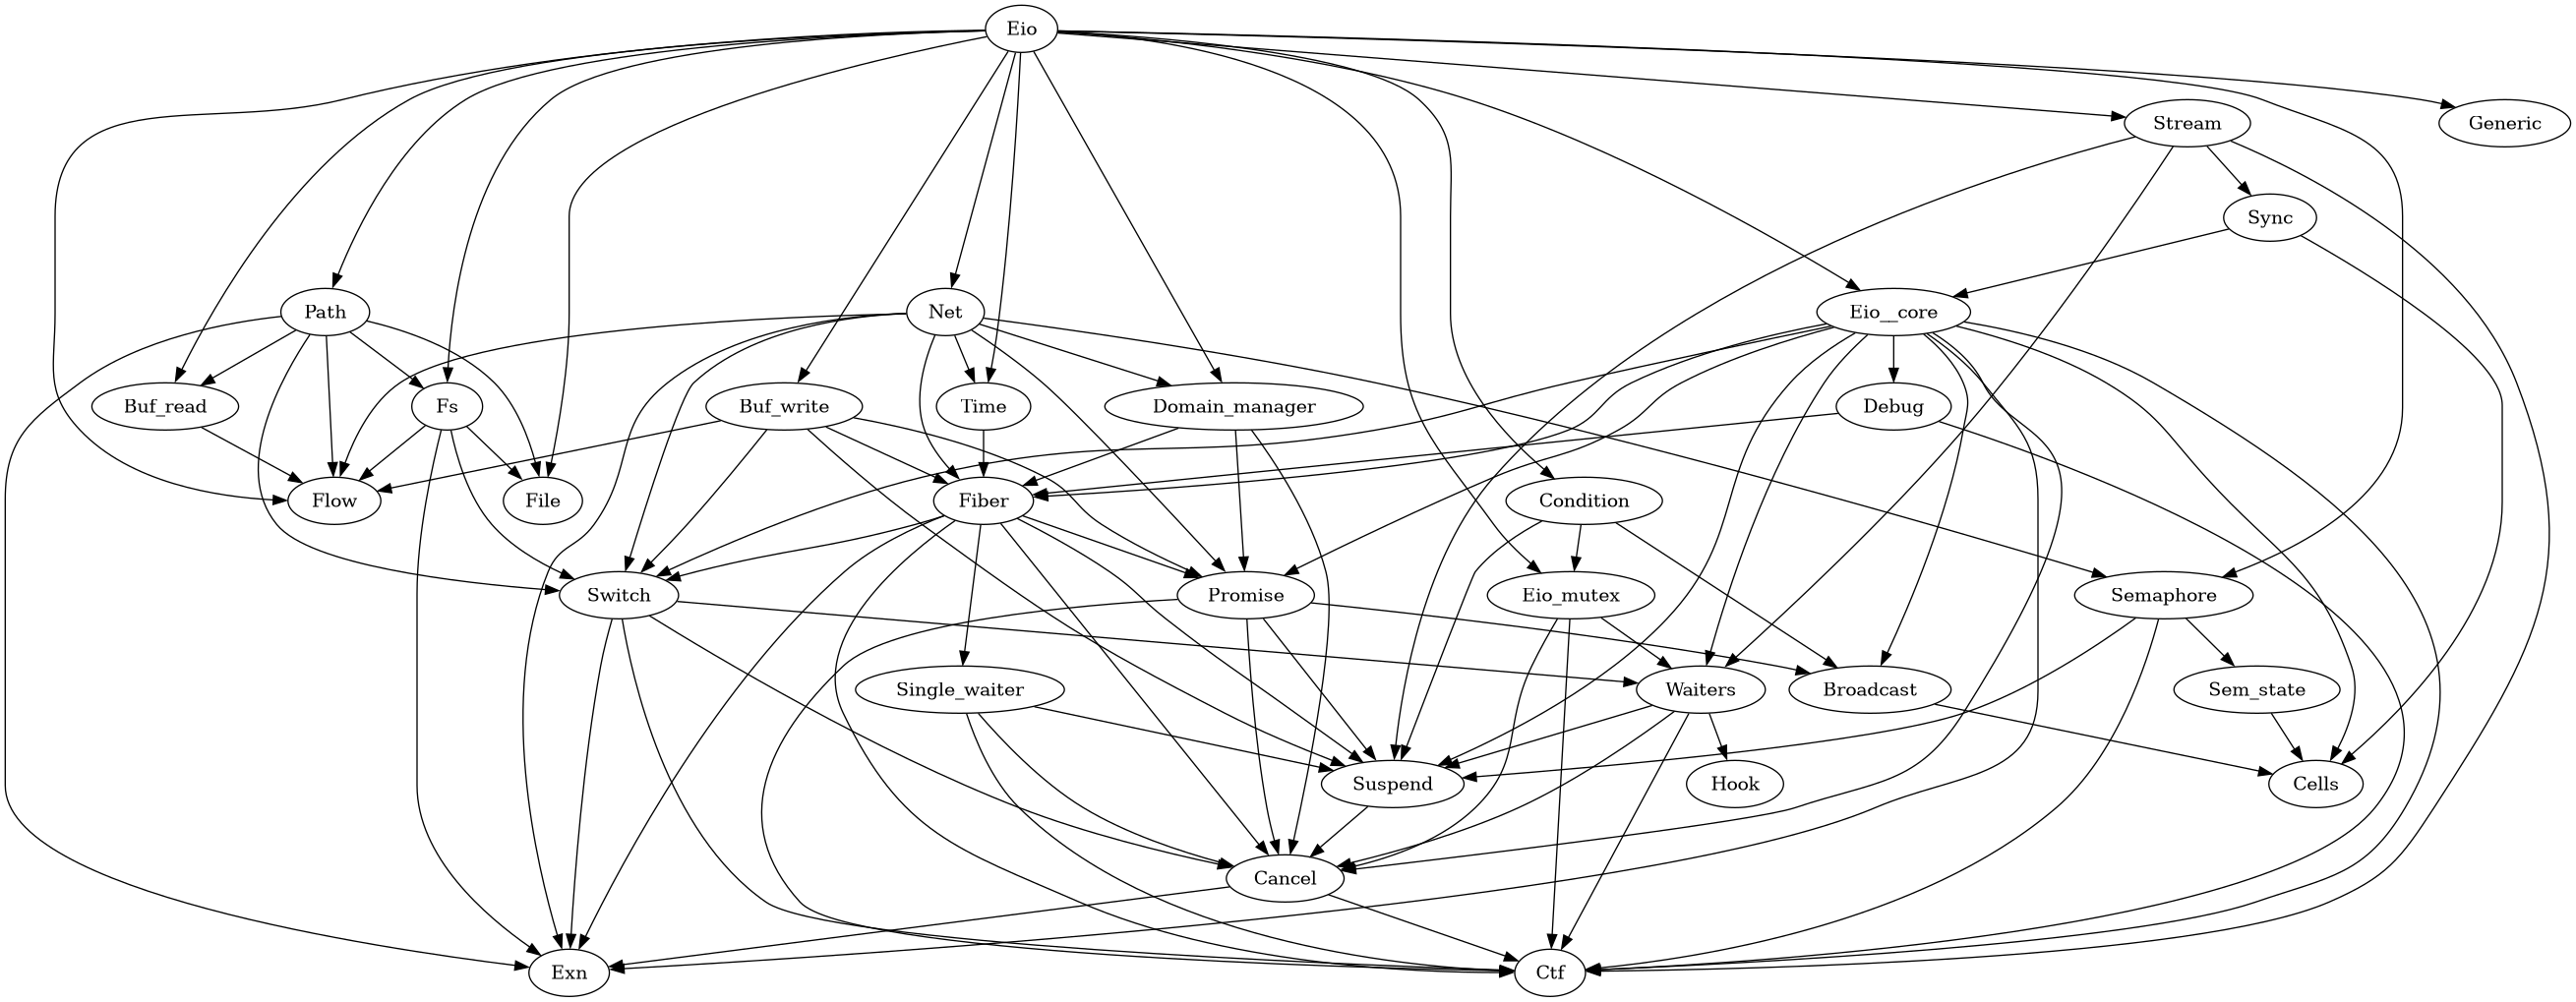 Eio
Stream
Generic
Sync
Path
Net
Eio__core
Buf_read
Fs
Buf_write
Time
Domain_manager
Debug
Flow
File
Fiber
Condition
Switch
Promise
Eio_mutex
Semaphore
Single_waiter
Waiters
Broadcast
Sem_state
Suspend
Hook
Cells
Cancel
Exn
Ctf